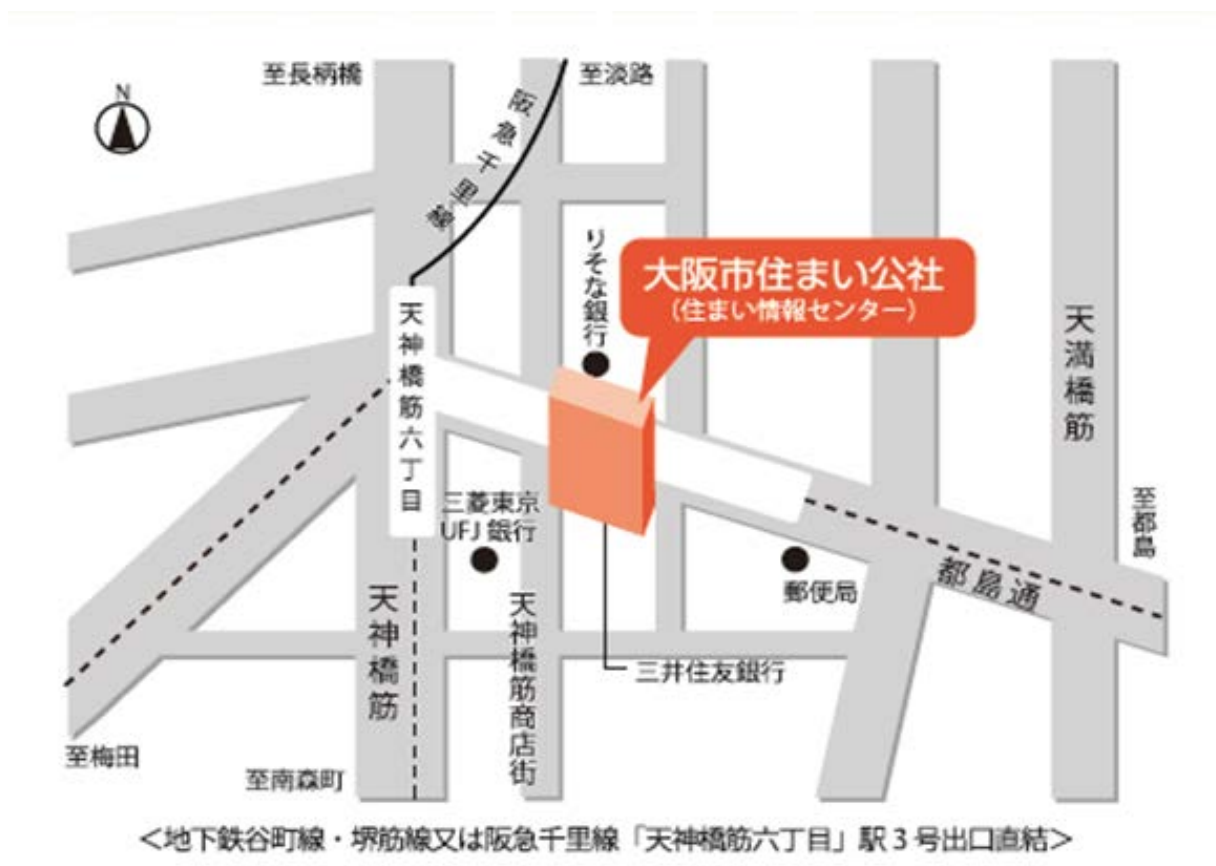 至長柄橋
至淡路
N
阪急千里線
りそな銀行
大阪市住まい公社
(住まい情報センター)
天神橋筋六丁目
天満橋筋
三菱東京
UFJ 銀行
至都島
都島通
郵便局
天神橋筋
天神橋筋商店街
三井住友銀行
至梅田
至南森町
<地下鉄谷町線・堺筋線又は阪急千里線「天神橋筋六丁目」駅3号出口直結>